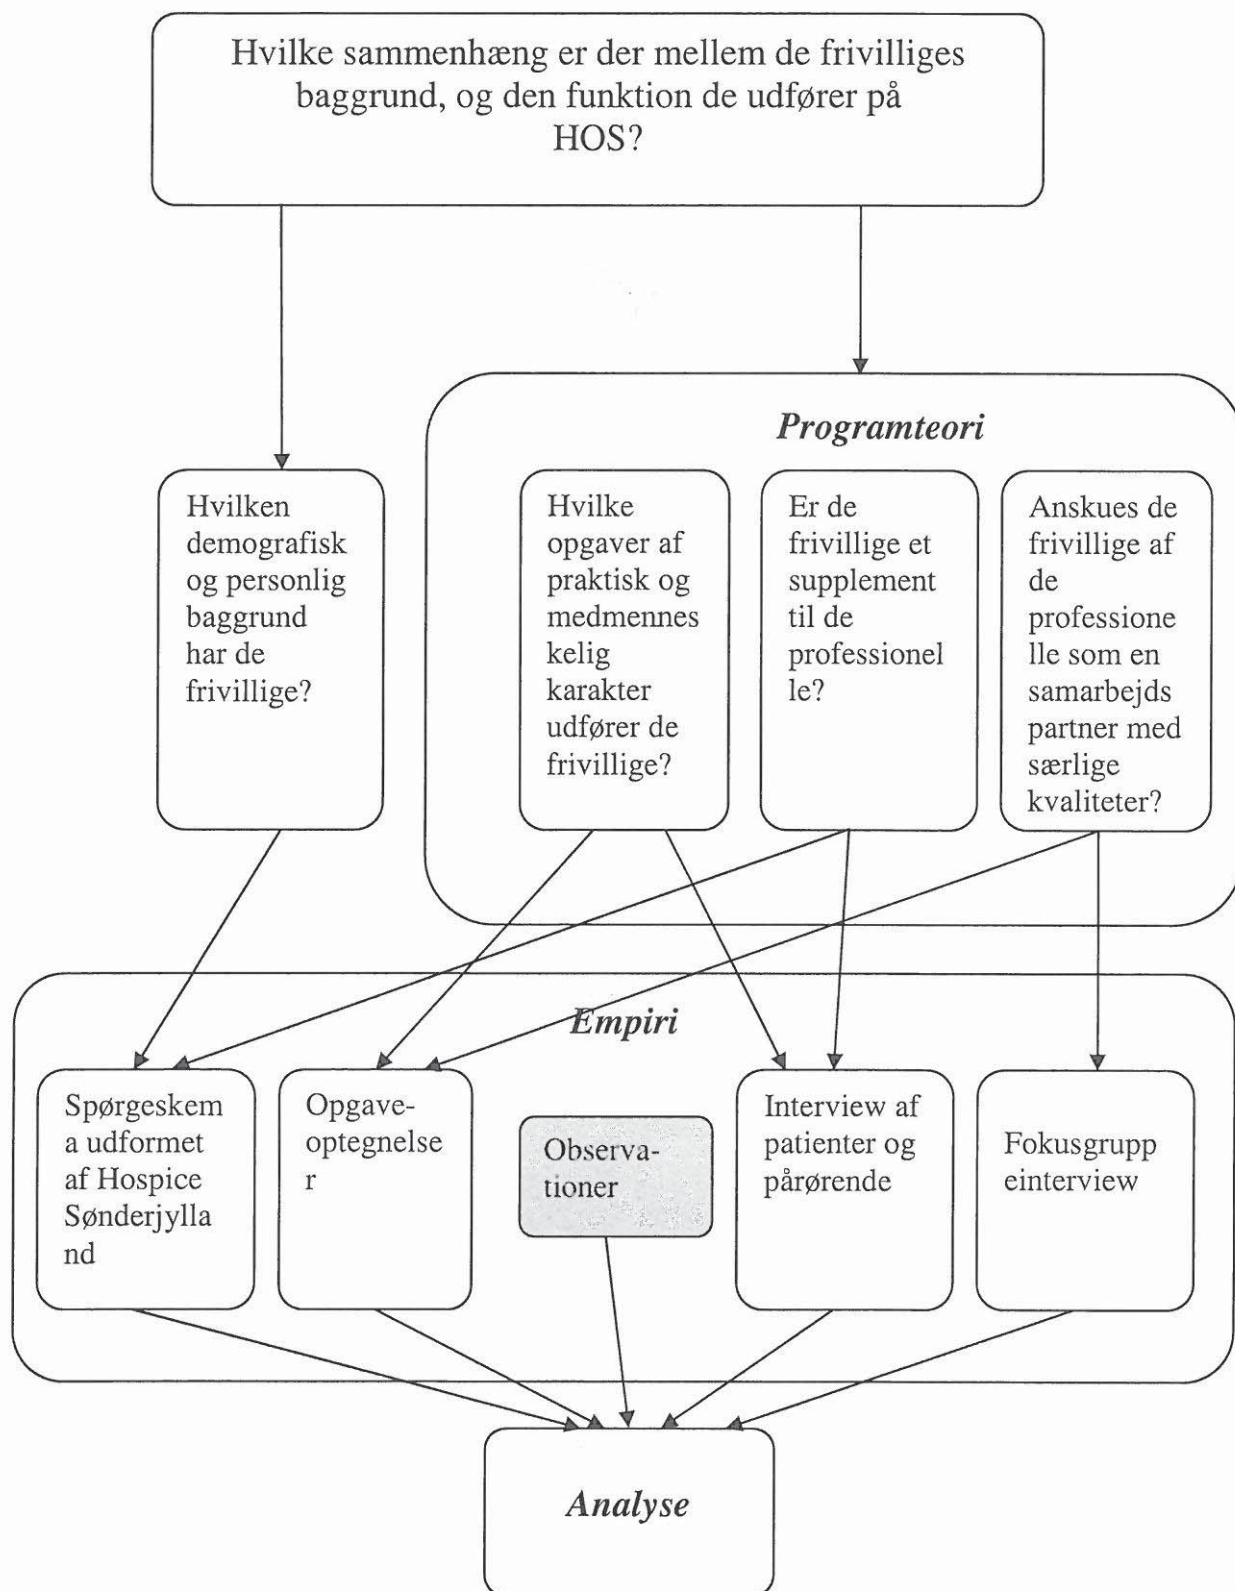 Hvilke sammenhæng er der mellem de frivilliges
baggrund, og den funktion de udfører på
HOS?
Programteori
Hvilken
demografisk
og personlig
baggrund
har de
frivillige?
Hvilke
opgaver af
praktisk og
medmennes
kelig
karakter
udfører de
frivillige?
Er de
frivillige et
supplement
til de
professionel
le?
Anskues de
frivillige af
de
professione
lle som en
samarbejds
partner med
særlige
kvaliteter?
Empiri
Spørgeskem
a udformet
af Hospice
Sønderjylla
nd
Opgave-
optegnelse
r
Observa-
tioner
Interview af
patienter og
pårørende
Fokusgrupp
einterview
Analyse